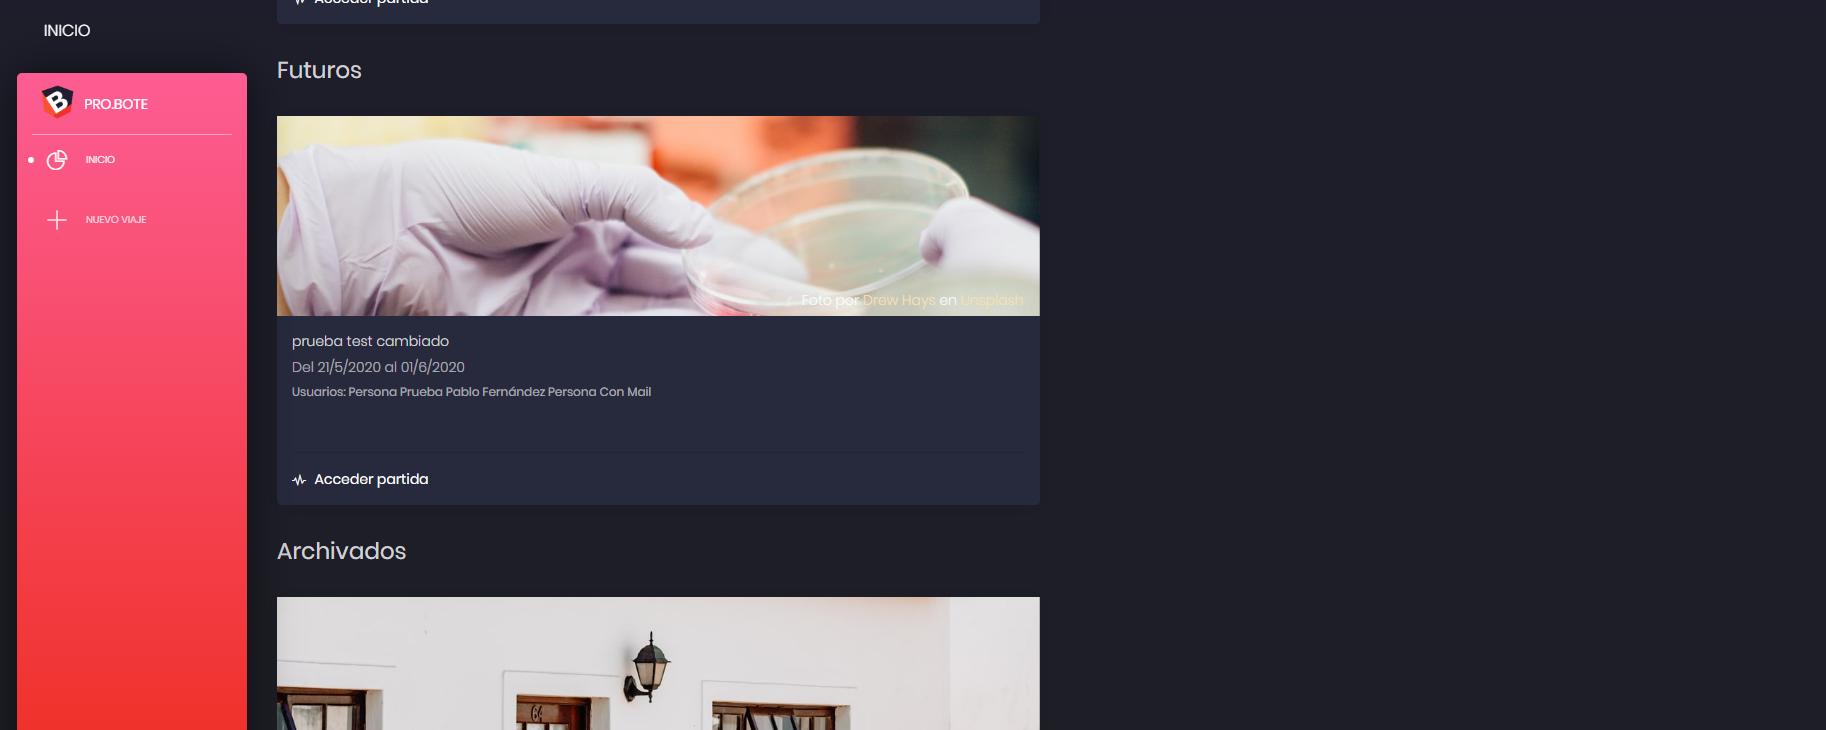 Acceder partida
INICIO
Futuros
B PRO.BOTE
INICIO
NUEVO VIAJE
Foto por Drew Hays en Unsplash
prueba test cambiado
Del 21/5/2020 al 01/6/2020
Usuarios: Persona Prueba Pablo Fernández Persona Con Mail
Acceder partida
Archivados
64